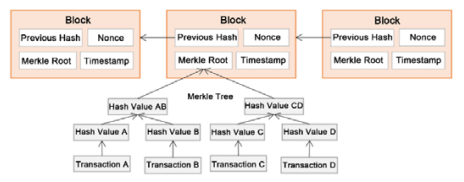 Block Block Block
Previous Hash Nonce Previous Hash Nonce Previous Hash Nonce
Merkle Root Timestamp Merkle Root Timestamp Merkle Root Timestamp
Merkle Tree
Hash Value AB Hash Value CD
Hash Value A Hash Value B Hash Value C Hash Value D
Transaction A Transaction B Transaction C Transaction D